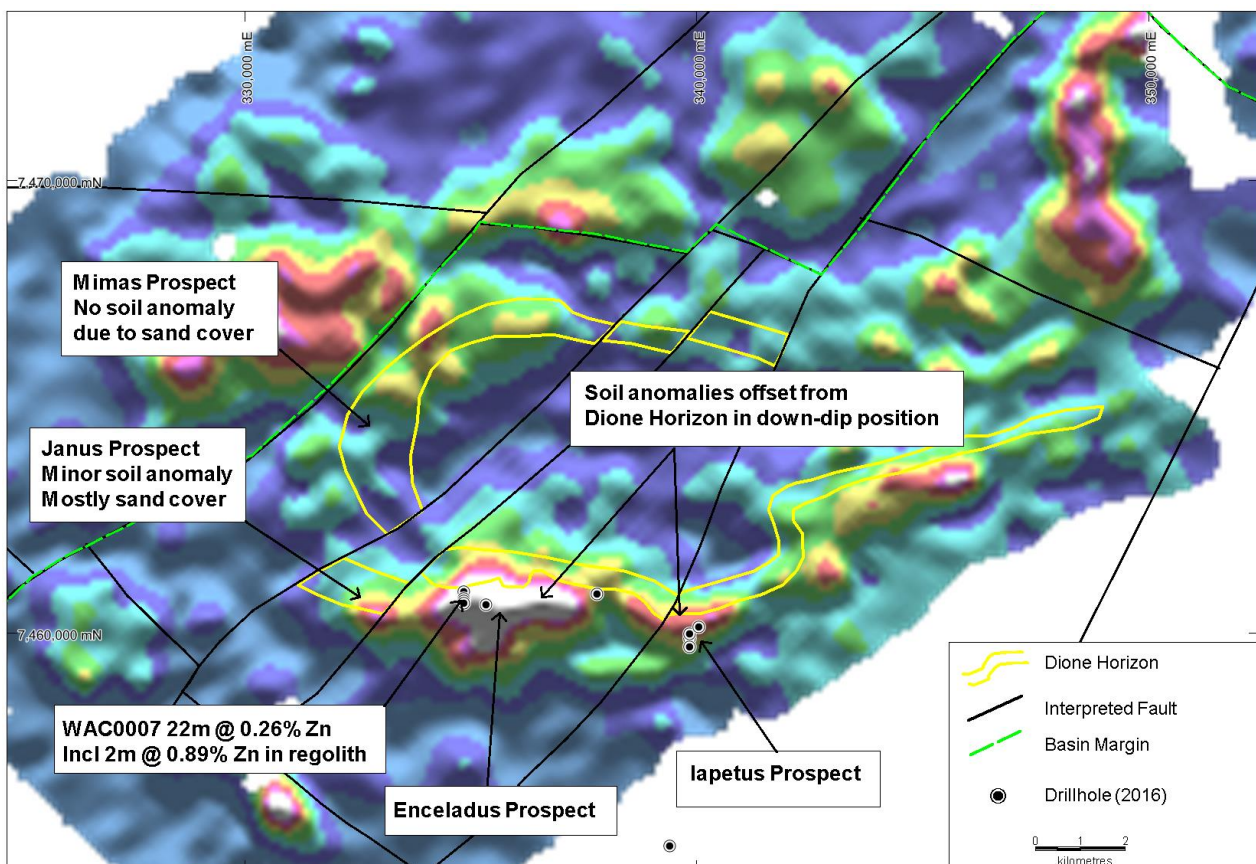 330,000 mE
340,000 mE
350,000 mE
7,470,000 mN
Mimas Prospect
No soil anomaly
due to sand cover
Soil anomalies offset from
Dione Horizon in down-dip position
Janus Prospect
Minor soil anomaly
Mostly sand cover
7,460,000 mN
WAC0007 22m @ 0.26% Zn
Incl 2m @ 0.89% Zn in regolith
Enceladus Prospect
Iapetus Prospect
Dione Horizon
Interpreted Fault
Basin Margin
Drillhole (2016)
0 1 2
kilometres